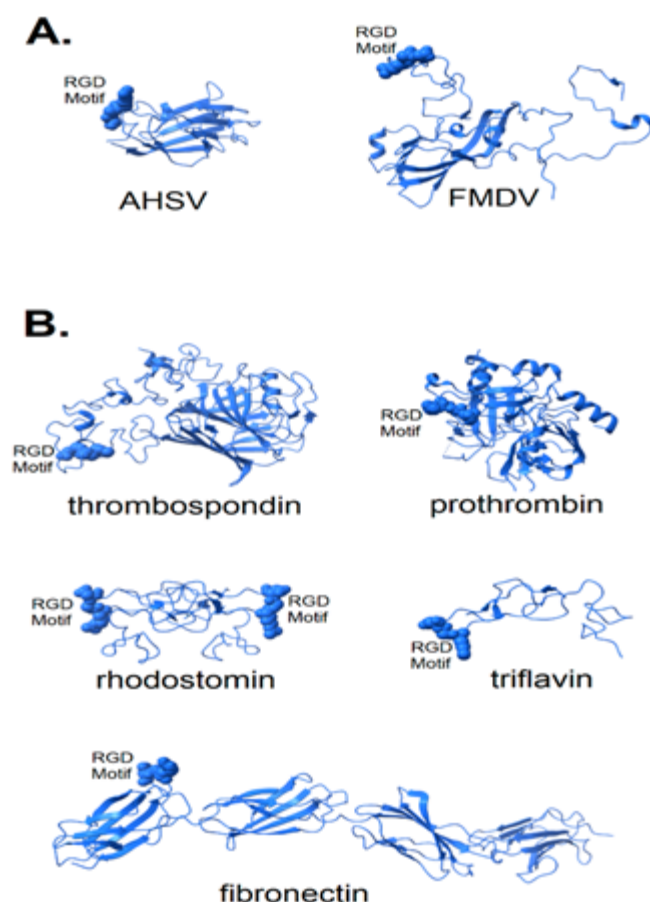 A.
RGD
Motif
AHSV
RGD
Motif
FMDV
B.
RGD
Motif
thrombospondin
RGD
Motif
prothrombin
RGD
Motif
RGD
Motif
rhodostomin
RGD
Motif
triflavin
RGD
Motif
fibronectin